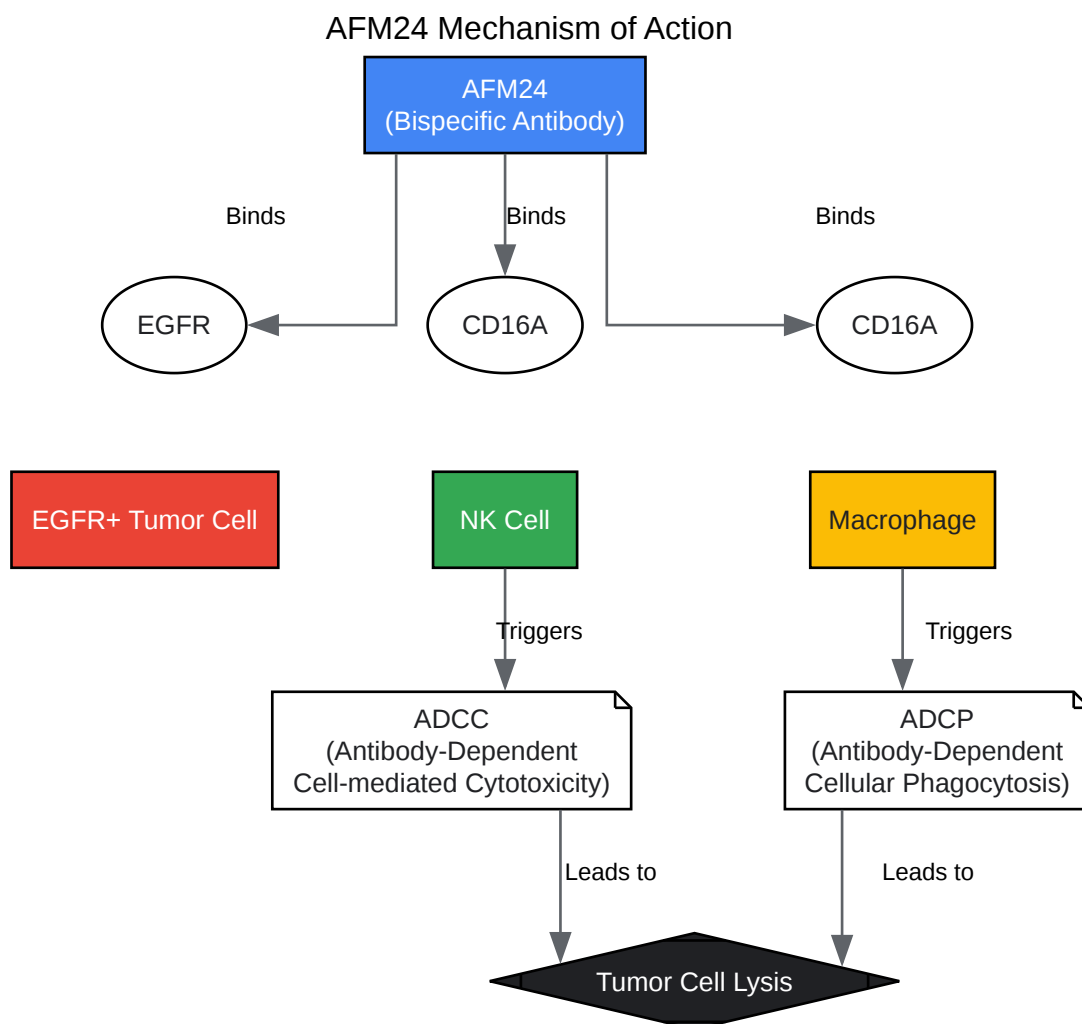 AFM24 Mechanism of Action
AFM24
(Bispecific Antibody)
Binds
Binds
Binds
EGFR
CD16A
CD16A
EGFR+ Tumor Cell
NK Cell
Macrophage
Triggers
Triggers
ADCC
(Antibody-Dependent
Cell-mediated Cytotoxicity)
ADCP
(Antibody-Dependent
Cellular Phagocytosis)
Leads to
Leads to
Tumor Cell Lysis